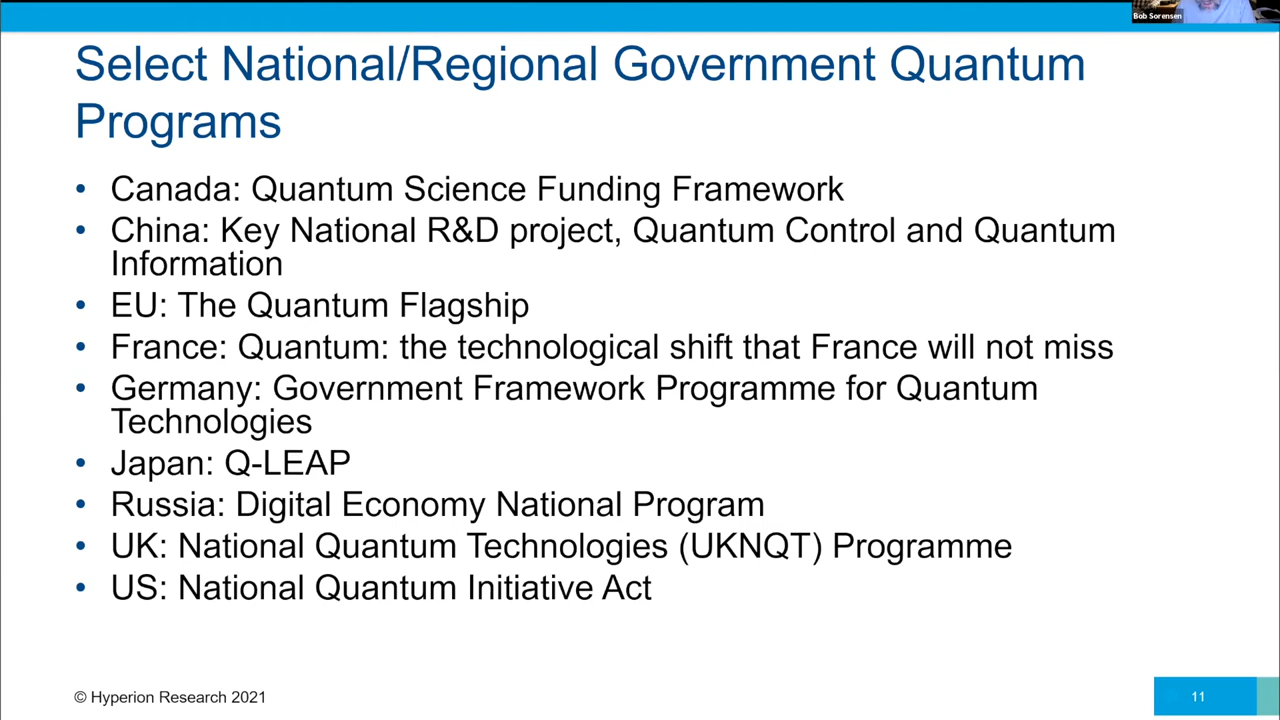 Bob Sorensen
Select National/Regional Government Quantum
Programs
• Canada: Quantum Science Funding Framework
• China: Key National R&D project, Quantum Control and Quantum
Information
• EU: The Quantum Flagship
• France: Quantum: the technological shift that France will not miss
• Germany: Government Framework Programme for Quantum
Technologies
• Japan: Q-LEAP
• Russia: Digital Economy National Program
• UK: National Quantum Technologies (UKNQT) Programme
• US: National Quantum Initiative Act
© Hyperion Research 2021
11